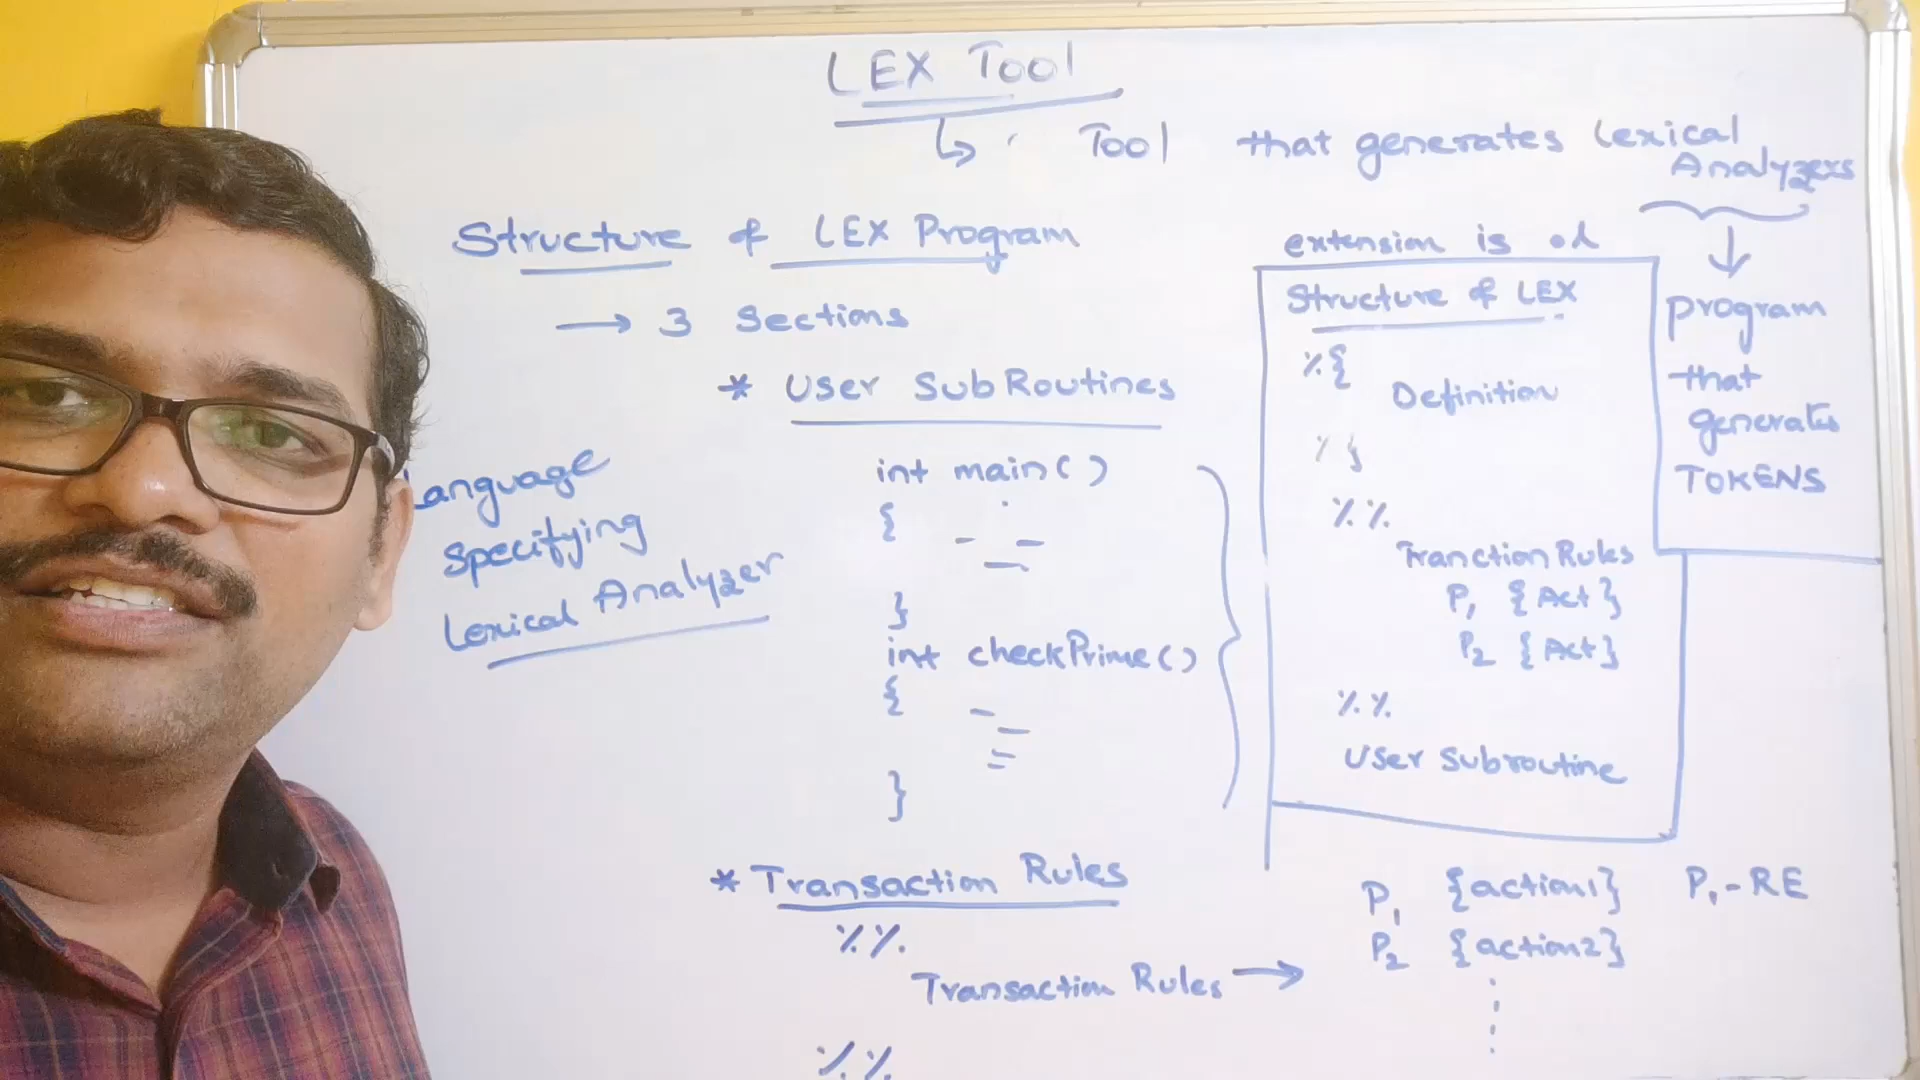 LEX Tool
↳ Tool that generates Lexical
Analyzers
Structure of LEX Program
→ 3 Sections
* User SubRoutines
int main()
{
}
int checkPrime()
{
}
Language
Specifying
Lexical Analyzer
* Transaction Rules
%%
Transaction Rules →
%%
extension is .l
Structure of LEX
%{
Definition
%}
%%
Tranction Rules
P1 {Act}
P2 {Act}
%%
User Subroutine
program
that
generates
TOKENS
P1 {action1} P1-RE
P2 {action2}